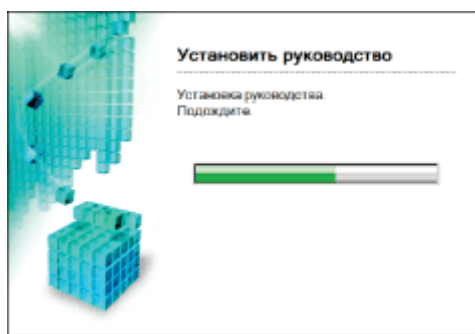 Установить руководство
Установка руководства.
Подождите.